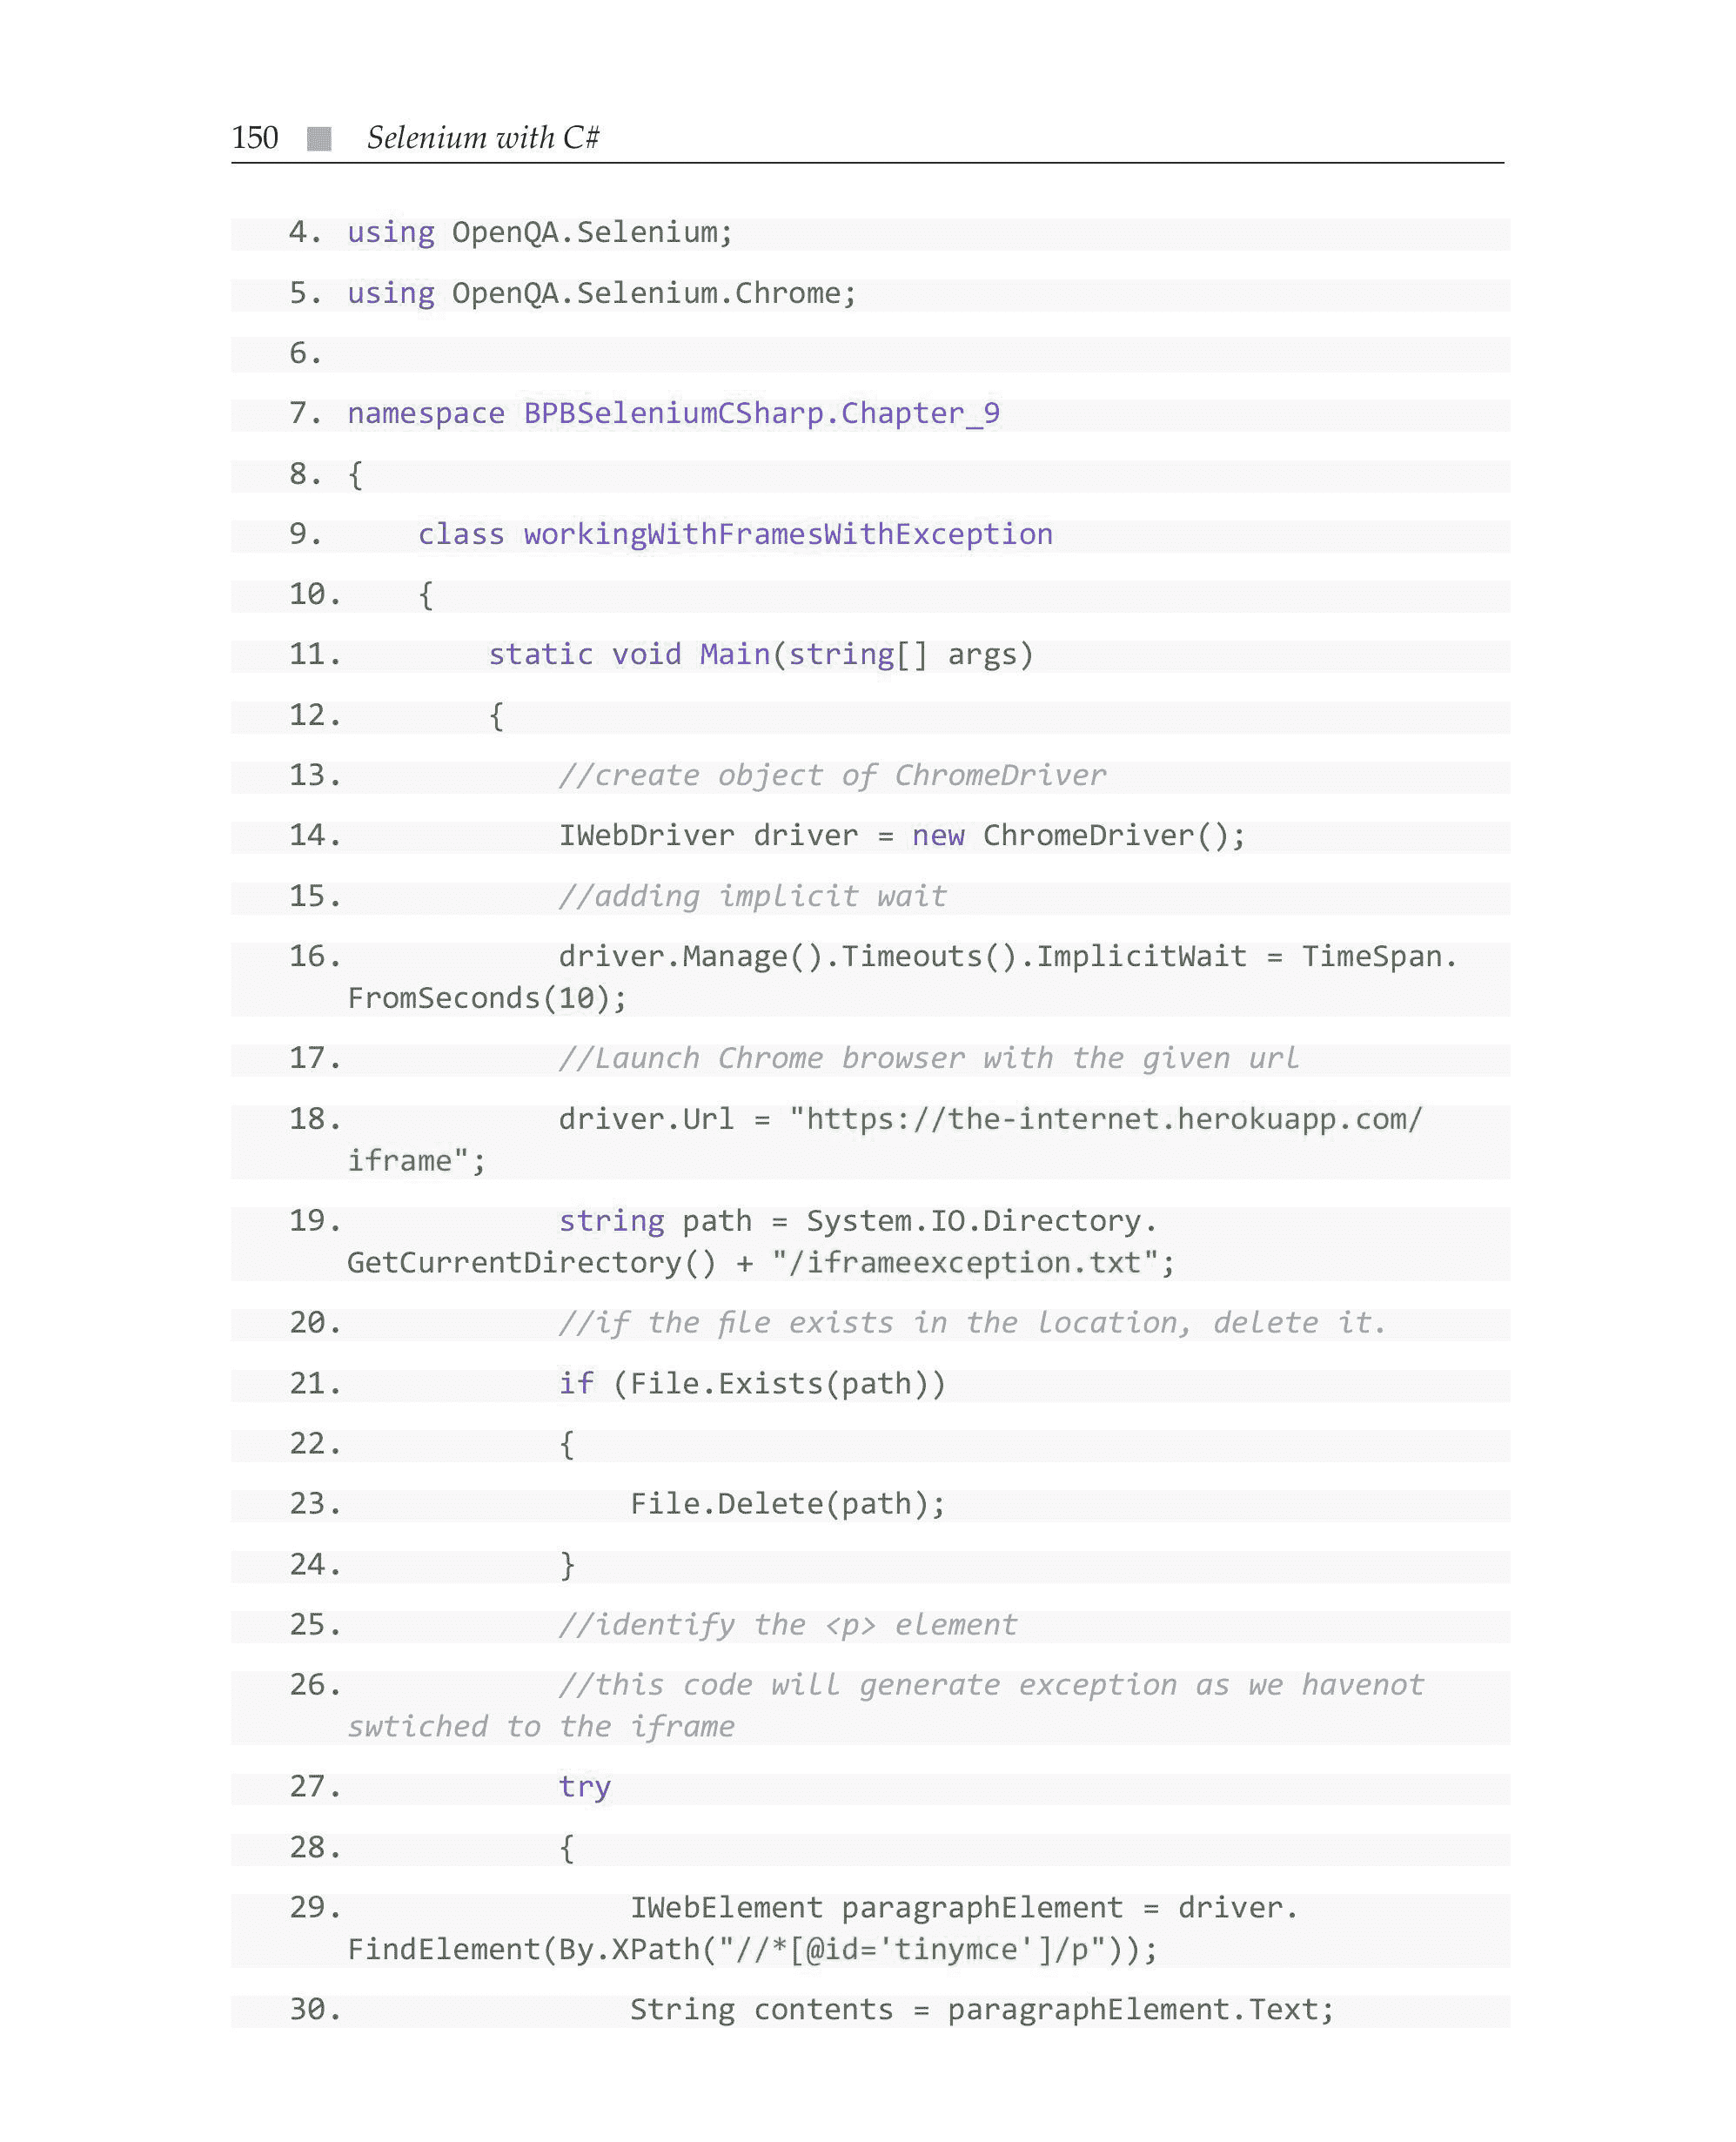 150 Selenium with C#
4. using OpenQA.Selenium;
5. using OpenQA.Selenium.Chrome;
6.
7. namespace BPBSeleniumCSharp.Chapter_9
8. {
9.     class workingWithFramesWithException
10.     {
11.         static void Main(string[] args)
12.         {
13.             //create object of ChromeDriver
14.             IWebDriver driver = new ChromeDriver();
15.             //adding implicit wait
16.             driver.Manage().Timeouts().ImplicitWait = TimeSpan.
FromSeconds(10);
17.             //Launch Chrome browser with the given url
18.             driver.Url = "https://the-internet.herokuapp.com/
iframe";
19.             string path = System.IO.Directory.
GetCurrentDirectory() + "/iframeexception.txt";
20.             //if the file exists in the location, delete it.
21.             if (File.Exists(path))
22.             {
23.                 File.Delete(path);
24.             }
25.             //identify the <p> element
26.             //this code will generate exception as we havenot
swtiched to the iframe
27.             try
28.             {
29.                 IWebElement paragraphElement = driver.
FindElement(By.XPath("//*[@id='tinymce']/p"));
30.                 String contents = paragraphElement.Text;